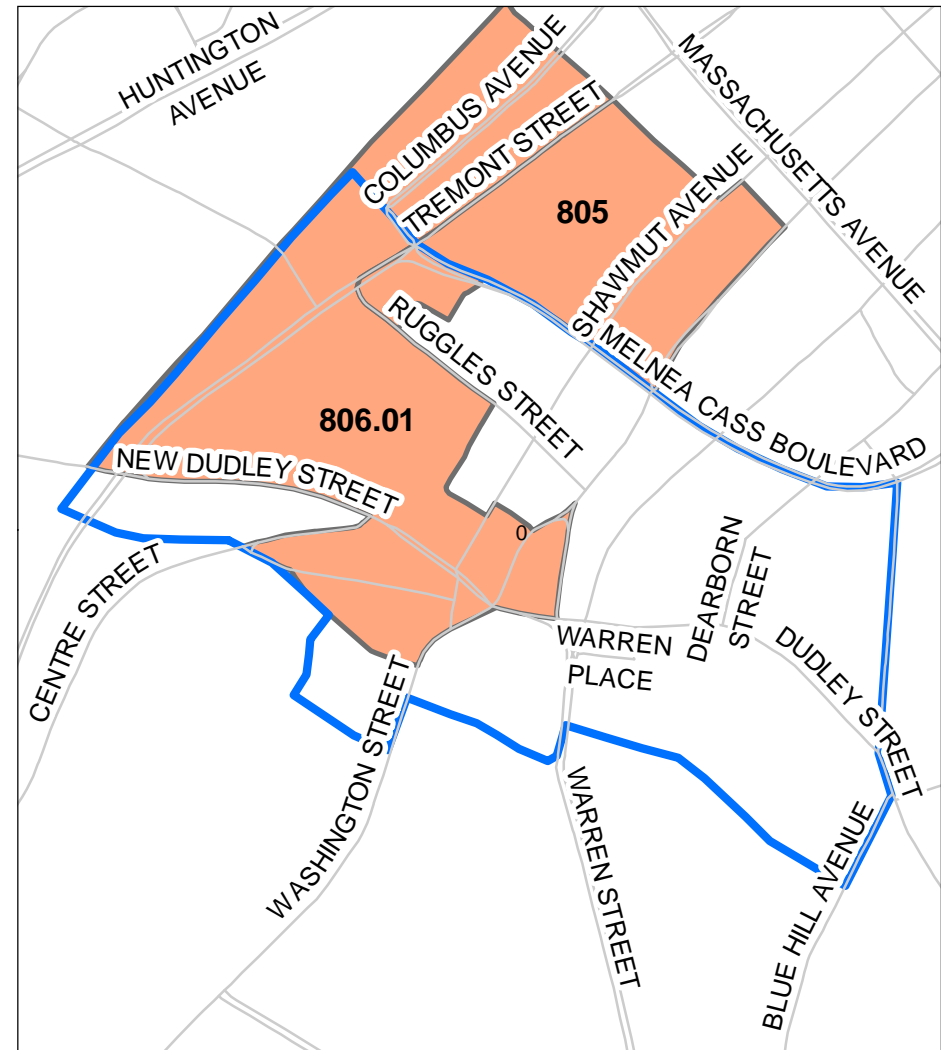 HUNTINGTON
AVENUE
COLUMBUS AVENUE
MASSACHUSETTS AVENUE
TREMONT STREET
805
SHAWMUT AVENUE
RUGGLES STREET
MELNEA CASS BOULEVARD
806.01
NEW DUDLEY STREET
0
DEARBORN
STREET
CENTRE STREET
WARREN
PLACE
DUDLEY STREET
WASHINGTON STREET
WARREN STREET
BLUE HILL AVENUE